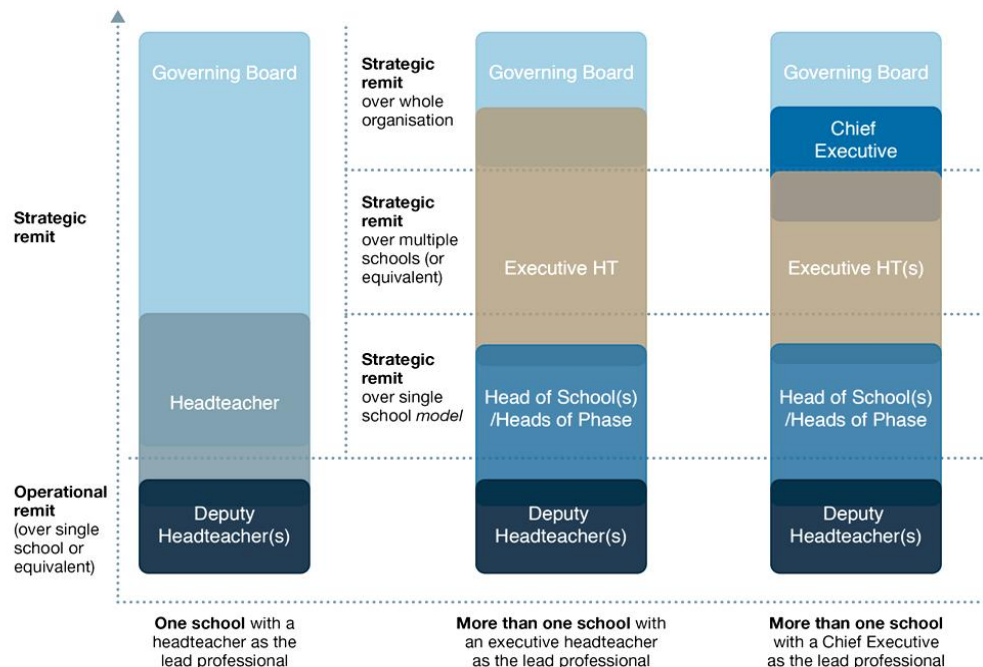 Governing Board
Headteacher
Deputy
Headteacher(s)
Strategic
remit
Operational
remit
(over single
school or
equivalent)
Strategic
remit
over whole
organisation
Strategic
remit
over multiple
schools (or
equivalent)
Strategic
remit
over single
school model
Governing Board
Executive HT
Head of School(s)
/Heads of Phase
Deputy
Headteacher(s)
Governing Board
Chief
Executive
Executive HT(s)
Head of School(s)
/Heads of Phase
Deputy
Headteacher(s)
One school with a
headteacher as the
lead professional
More than one school with
an executive headteacher
as the lead professional
More than one school
with a Chief Executive
as the lead professional